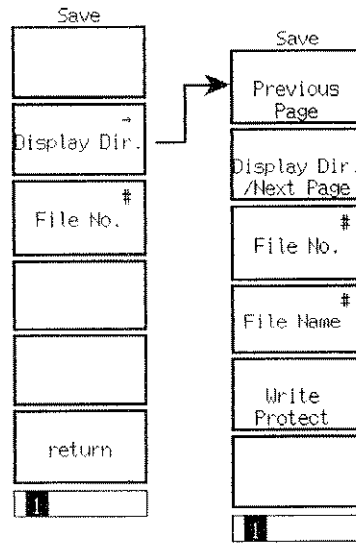 Save
→
Display Dir.
#
File No.
return
1
Save
Previous
Page
Display Dir.
/Next Page
#
File No.
#
File Name
Write
Protect
1